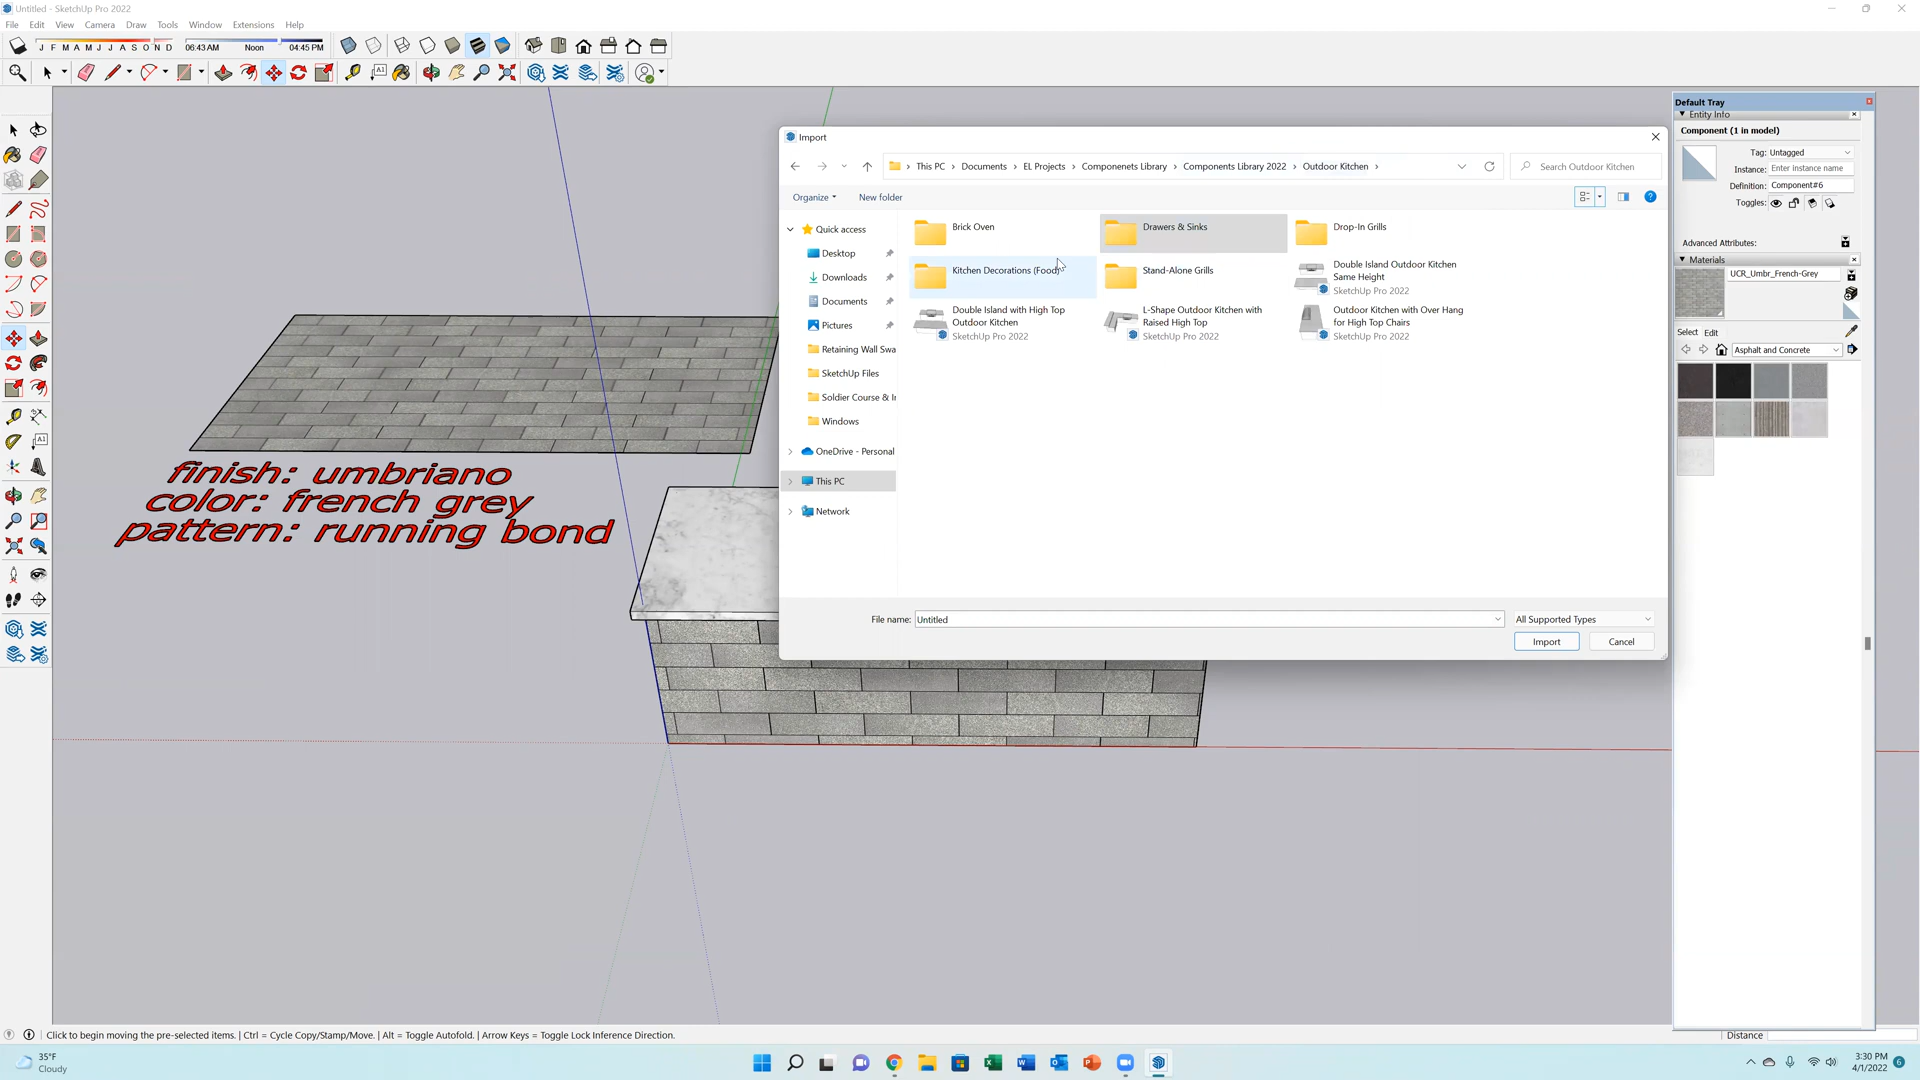 Untitled - SketchUp Pro 2022
File Edit View Camera Draw Tools Window Extensions Help
J F M A M J J A S O N D 06:43 AM Noon 04:45 PM
Default Tray
Entity Info
Component (1 in model)
Tag: Untagged
Instance: Enter instance name
Definition: Component#6
Toggles:
Advanced Attributes:
Materials
UCR_Umbr_French-Grey
Select Edit
Asphalt and Concrete
Import
This PC > Documents > EL Projects > Componenets Library > Components Library 2022 > Outdoor Kitchen >
Search Outdoor Kitchen
Organize New folder
Quick access
Desktop
Downloads
Documents
Pictures
Retaining Wall Swa
SketchUp Files
Soldier Course & I
Windows
OneDrive - Personal
This PC
Network
Brick Oven
Drawers & Sinks
Drop-In Grills
Kitchen Decorations (Food)
Stand-Alone Grills
Double Island Outdoor Kitchen
Same Height
SketchUp Pro 2022
Double Island with High Top
Outdoor Kitchen
SketchUp Pro 2022
L-Shape Outdoor Kitchen with
Raised High Top
SketchUp Pro 2022
Outdoor Kitchen with Over Hang
for High Top Chairs
SketchUp Pro 2022
File name: Untitled
All Supported Types
Import Cancel
finish: umbriano
color: french grey
pattern: running bond
Click to begin moving the pre-selected items. | Ctrl = Cycle Copy/Stamp/Move. | Alt = Toggle Autofold. | Arrow Keys = Toggle Lock Inference Direction.
Distance
35°F
Cloudy
3:30 PM
4/1/2022
6